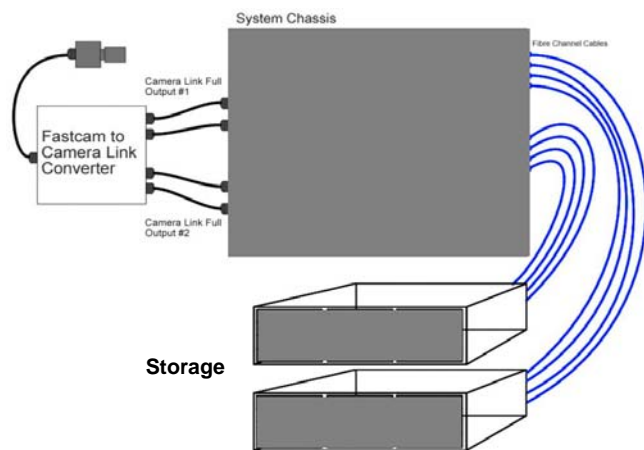 System Chassis
Fibre Channel Cables
Camera Link Full
Output #1
Fastcam to
Camera Link
Converter
Camera Link Full
Output #2
Storage